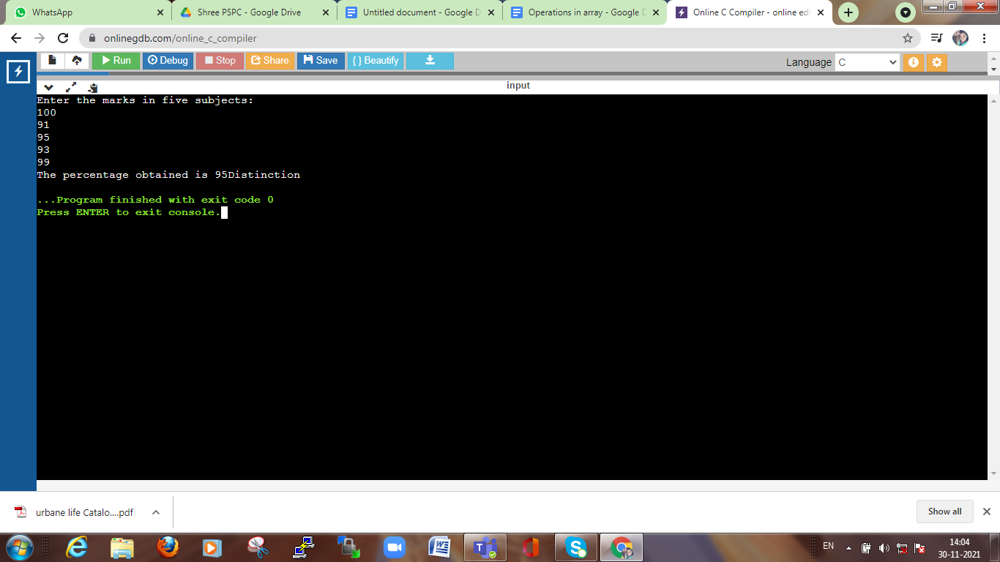 WhatsApp
Shree PSPC - Google Drive
Untitled document - Google D
Operations in array - Google D
Online C Compiler - online edi
onlinegdb.com/online_c_compiler
Run
Debug
Stop
Share
Save
{ } Beautify
Language
C
input
Enter the marks in five subjects:
100
91
95
93
99
The percentage obtained is 95Distinction
...Program finished with exit code 0
Press ENTER to exit console.
urbane life Catalo....pdf
Show all
EN
14:04
30-11-2021